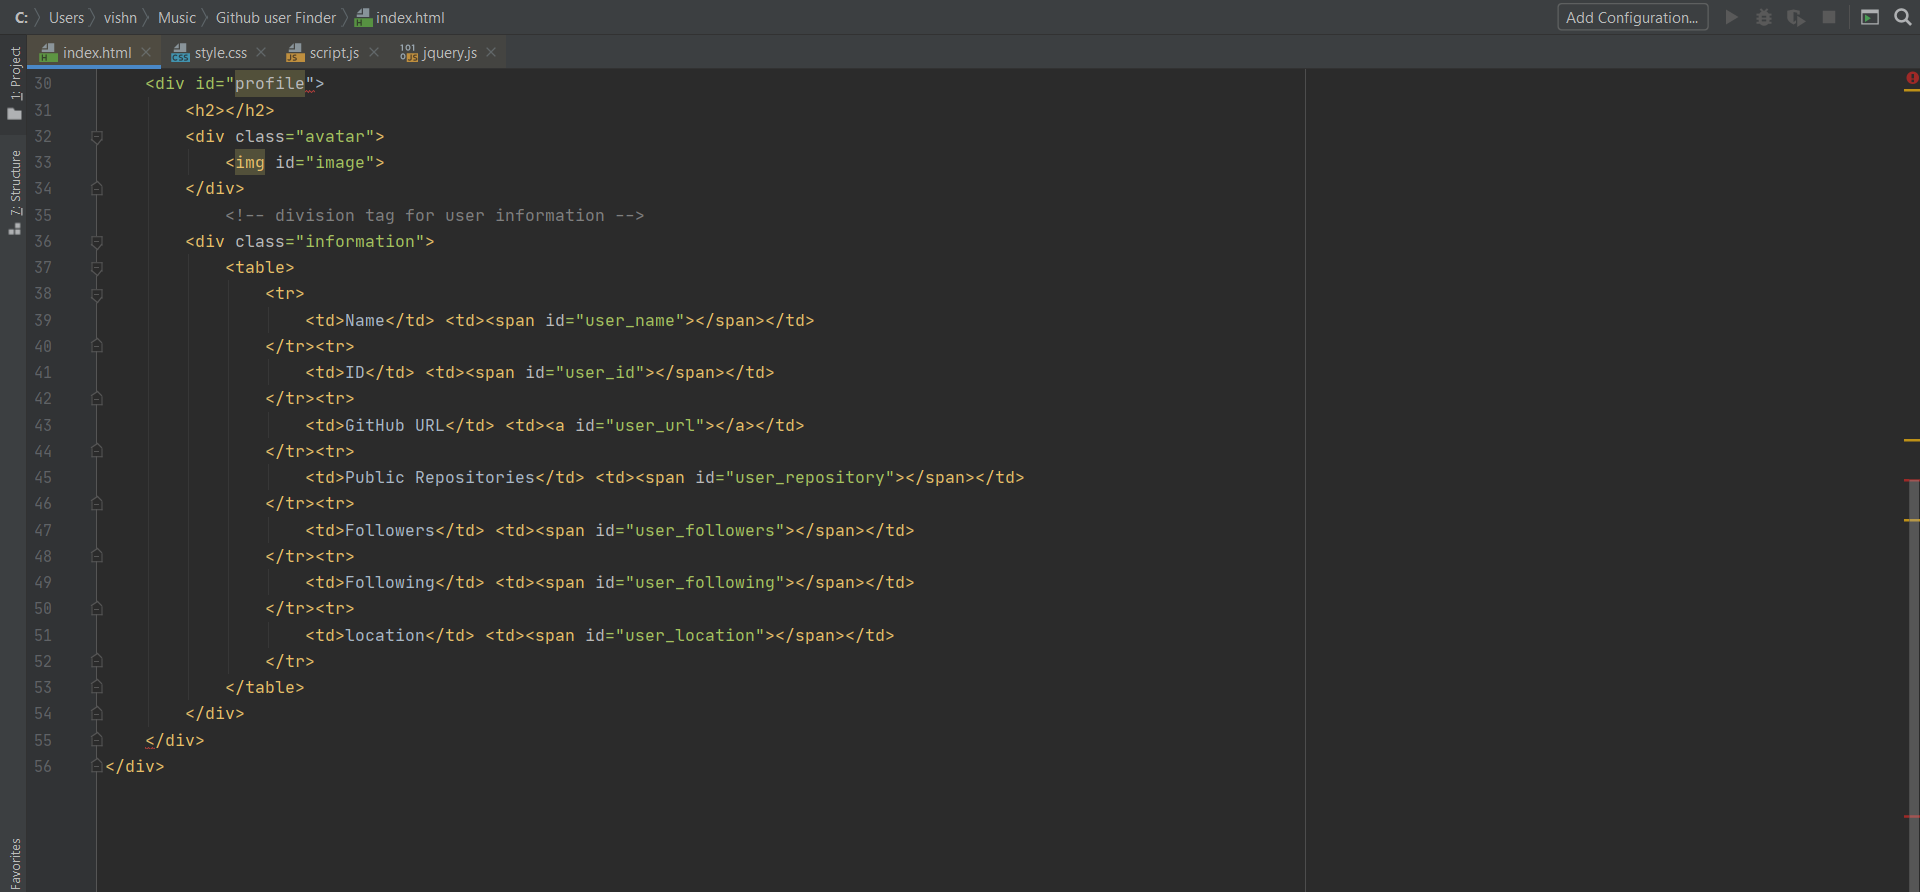 C: Users vishn Music Github user Finder index.html Add Configuration...
index.html style.css script.js jquery.js
1: Project
7: Structure
Favorites
30 <div id="profile">
31 <h2></h2>
32 <div class="avatar">
33 <img id="image">
34 </div>
35 <!-- division tag for user information -->
36 <div class="information">
37 <table>
38 <tr>
39 <td>Name</td> <td><span id="user_name"></span></td>
40 </tr><tr>
41 <td>ID</td> <td><span id="user_id"></span></td>
42 </tr><tr>
43 <td>GitHub URL</td> <td><a id="user_url"></a></td>
44 </tr><tr>
45 <td>Public Repositories</td> <td><span id="user_repository"></span></td>
46 </tr><tr>
47 <td>Followers</td> <td><span id="user_followers"></span></td>
48 </tr><tr>
49 <td>Following</td> <td><span id="user_following"></span></td>
50 </tr><tr>
51 <td>location</td> <td><span id="user_location"></span></td>
52 </tr>
53 </table>
54 </div>
55 </div>
56 </div>